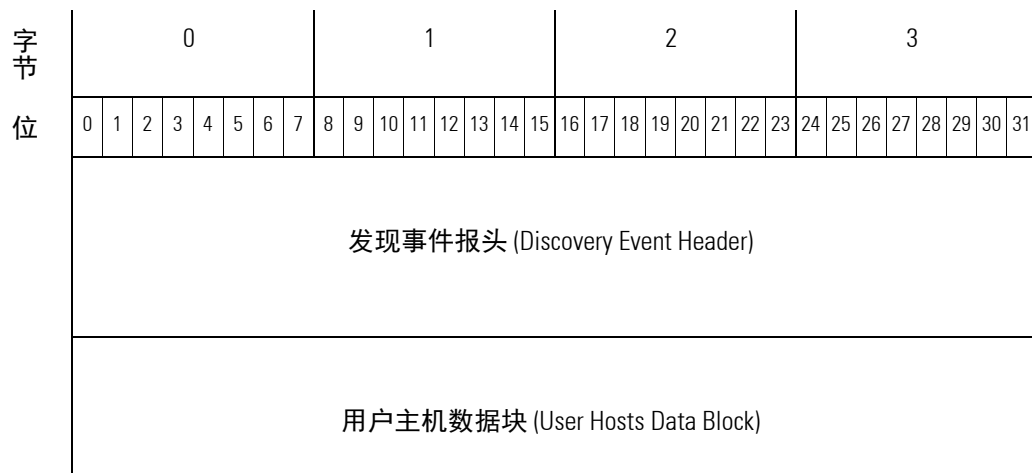 字节 0 1 2 3
位 0 1 2 3 4 5 6 7 8 9 10 11 12 13 14 15 16 17 18 19 20 21 22 23 24 25 26 27 28 29 30 31
发现事件报头 (Discovery Event Header)
用户主机数据块 (User Hosts Data Block)